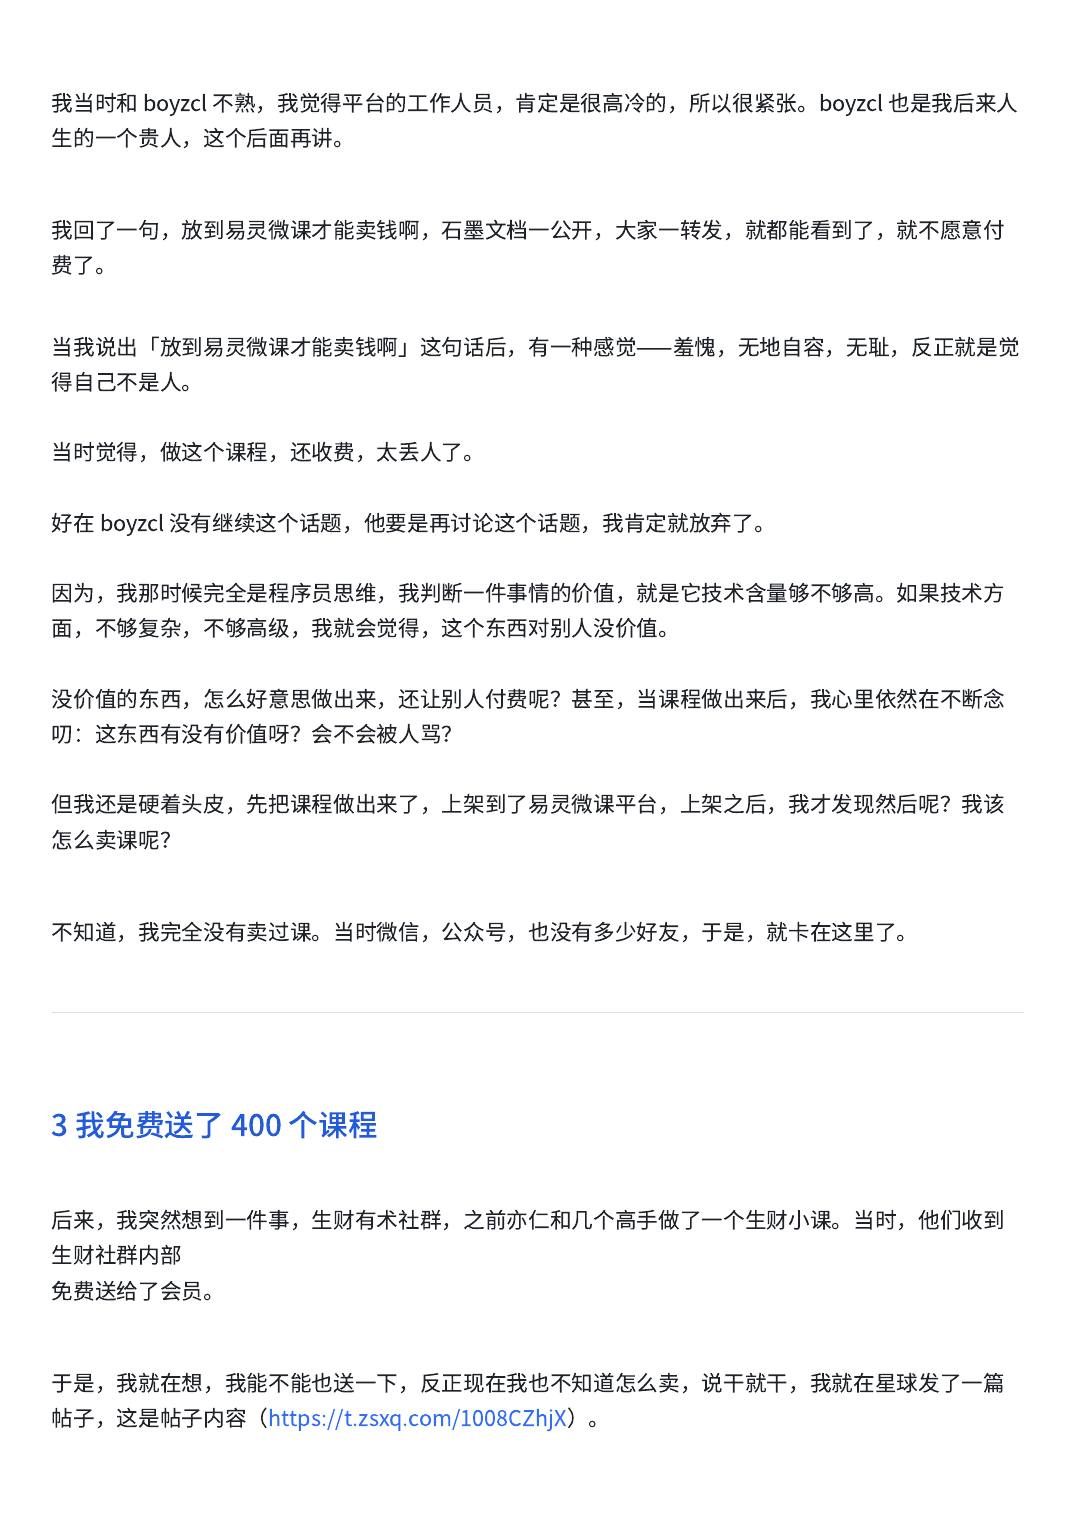 我当时和 boyzcl 不熟，我觉得平台的工作人员，肯定是很高冷的，所以很紧张。boyzcl 也是我后来人
生的一个贵人，这个后面再讲。
我回了一句，放到易灵微课才能卖钱啊，石墨文档一公开，大家一转发，就都能看到了，就不愿意付
费了。
当我说出「放到易灵微课才能卖钱啊」这句话后，有一种感觉——羞愧，无地自容，无耻，反正就是觉
得自己不是人。
当时觉得，做这个课程，还收费，太丢人了。
好在 boyzcl 没有继续这个话题，他要是再讨论这个话题，我肯定就放弃了。
因为，我那时候完全是程序员思维，我判断一件事情的价值，就是它技术含量够不够高。如果技术方
面，不够复杂，不够高级，我就会觉得，这个东西对别人没价值。
没价值的东西，怎么好意思做出来，还让别人付费呢？甚至，当课程做出来后，我心里依然在不断念
叨：这东西有没有价值呀？会不会被人骂？
但我还是硬着头皮，先把课程做出来了，上架到了易灵微课平台，上架之后，我才发现然后呢？我该
怎么卖课呢？
不知道，我完全没有卖过课。当时微信，公众号，也没有多少好友，于是，就卡在这里了。
3 我免费送了 400 个课程
后来，我突然想到一件事，生财有术社群，之前亦仁和几个高手做了一个生财小课。当时，他们收到
生财社群内部
免费送给了会员。
于是，我就在想，我能不能也送一下，反正现在我也不知道怎么卖，说干就干，我就在星球发了一篇
帖子，这是帖子内容（https://t.zsxq.com/1008CZhjX）。